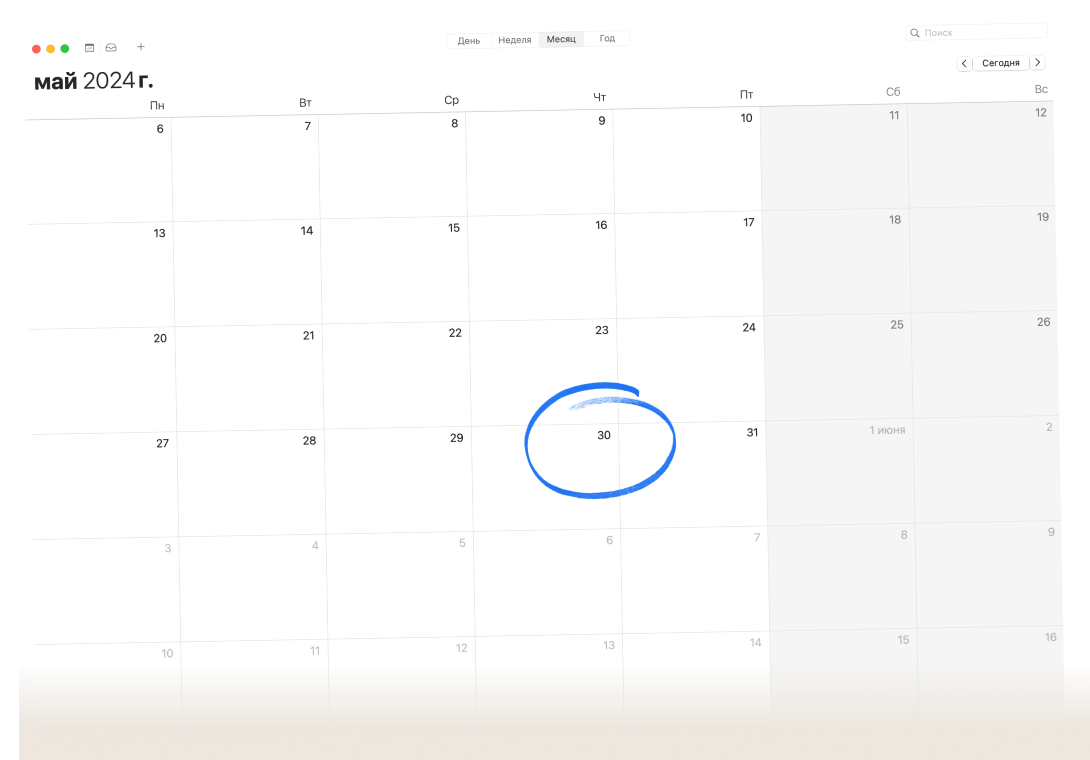 День Неделя Месяц Год
Поиск
май 2024 г.
Сегодня
Пн Вт Ср Чт Пт Сб Вс
6 7 8 9 10 11 12
13 14 15 16 17 18 19
20 21 22 23 24 25 26
27 28 29 30 31 1 июня 2
3 4 5 6 7 8 9
10 11 12 13 14 15 16